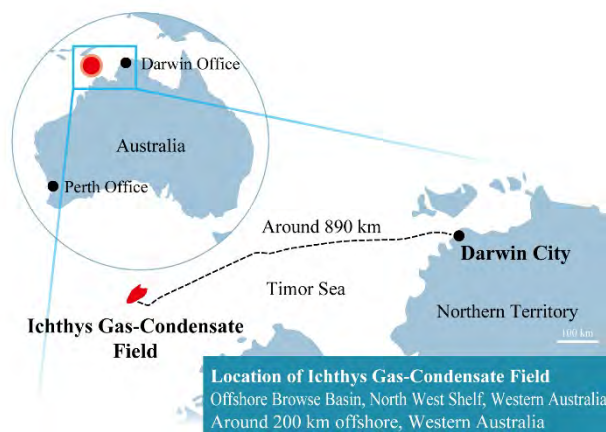 Darwin Office
Australia
Perth Office
Around 890 km
Darwin City
Timor Sea
Ichthys Gas-Condensate
Field
Northern Territory
100 km
Location of Ichthys Gas-Condensate Field
Offshore Browse Basin, North West Shelf, Western Australia
Around 200 km offshore, Western Australia